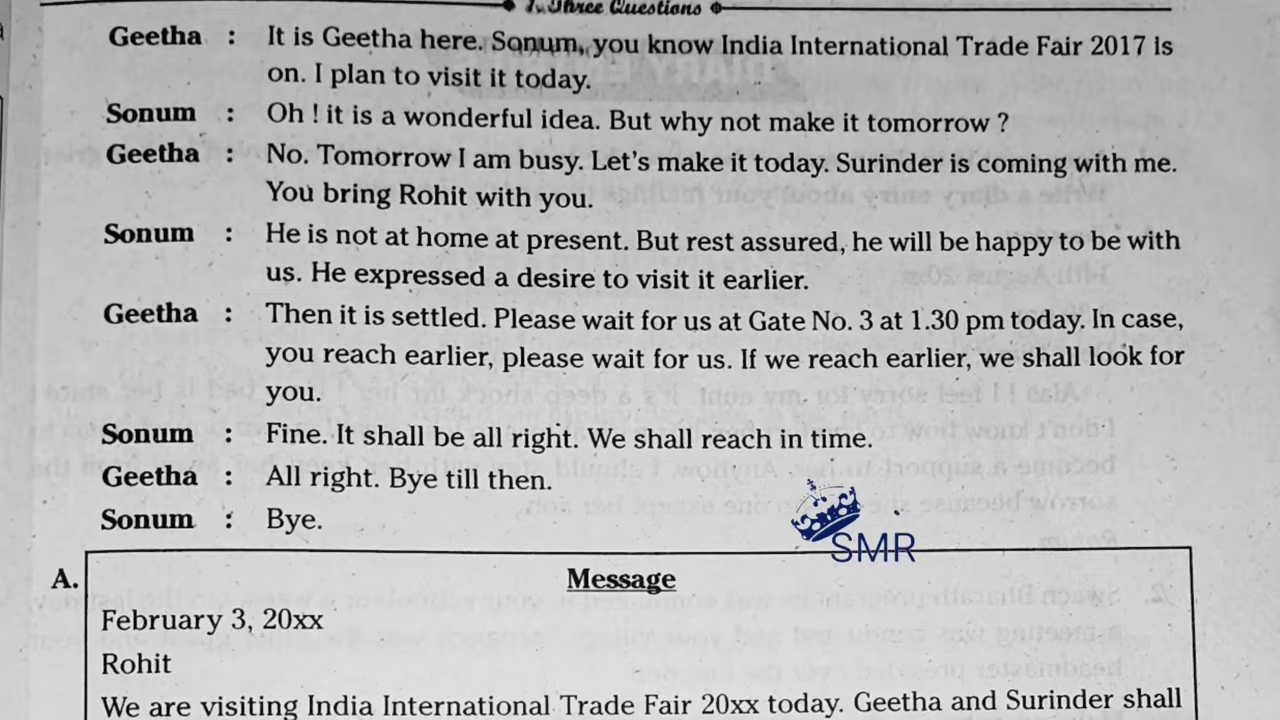 7. Three Questions
Geetha : It is Geetha here. Sonum, you know India International Trade Fair 2017 is
on. I plan to visit it today.
Sonum : Oh ! it is a wonderful idea. But why not make it tomorrow ?
Geetha : No. Tomorrow I am busy. Let's make it today. Surinder is coming with me.
You bring Rohit with you.
Sonum : He is not at home at present. But rest assured, he will be happy to be with
us. He expressed a desire to visit it earlier.
Geetha : Then it is settled. Please wait for us at Gate No. 3 at 1.30 pm today. In case,
you reach earlier, please wait for us. If we reach earlier, we shall look for
you.
Sonum : Fine. It shall be all right. We shall reach in time.
Geetha : All right. Bye till then.
Sonum : Bye.
SMR
A. Message
February 3, 20xx
Rohit
We are visiting India International Trade Fair 20xx today. Geetha and Surinder shall